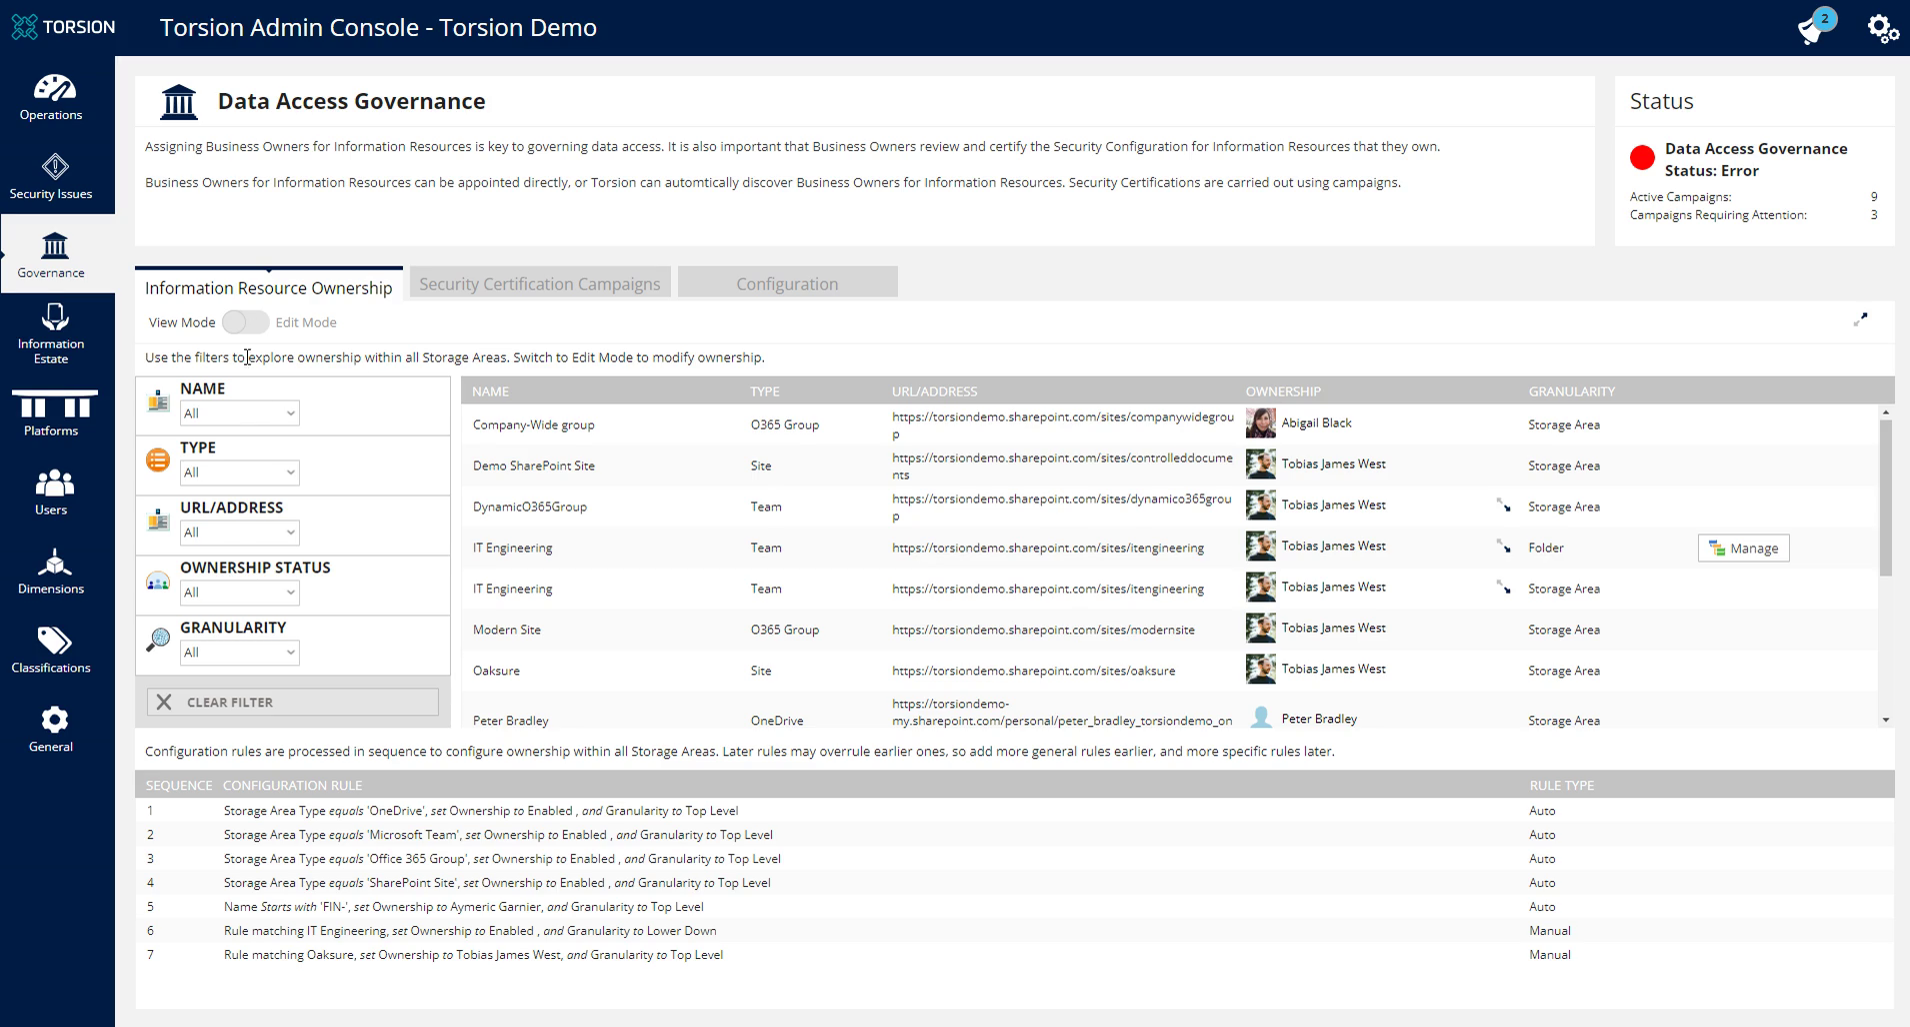 TORSION
Torsion Admin Console - Torsion Demo
2
Operations
Security Issues
Governance
Information
Estate
Platforms
Users
Dimensions
Classifications
General
Data Access Governance
Assigning Business Owners for Information Resources is key to governing data access. It is also important that Business Owners review and certify the Security Configuration for Information Resources that they own.
Business Owners for Information Resources can be appointed directly, or Torsion can automtically discover Business Owners for Information Resources. Security Certifications are carried out using campaigns.
Status
Data Access Governance
Status: Error
Active Campaigns: 9
Campaigns Requiring Attention: 3
Information Resource Ownership Security Certification Campaigns Configuration
View Mode Edit Mode
Use the filters to explore ownership within all Storage Areas. Switch to Edit Mode to modify ownership.
NAME
All
TYPE
All
URL/ADDRESS
All
OWNERSHIP STATUS
All
GRANULARITY
All
CLEAR FILTER
NAME TYPE URL/ADDRESS OWNERSHIP GRANULARITY
Company-Wide group O365 Group https://torsiondemo.sharepoint.com/sites/companywidegrou Abigail Black Storage Area
p
Demo SharePoint Site Site https://torsiondemo.sharepoint.com/sites/controlleddocume Tobias James West Storage Area
nts
DynamicO365Group Team https://torsiondemo.sharepoint.com/sites/dynamico365grou Tobias James West Storage Area
p
IT Engineering Team https://torsiondemo.sharepoint.com/sites/itengineering Tobias James West Folder Manage
IT Engineering Team https://torsiondemo.sharepoint.com/sites/itengineering Tobias James West Storage Area
Modern Site O365 Group https://torsiondemo.sharepoint.com/sites/modernsite Tobias James West Storage Area
Oaksure Site https://torsiondemo.sharepoint.com/sites/oaksure Tobias James West Storage Area
https://torsiondemo-
Peter Bradley OneDrive my.sharepoint.com/personal/peter_bradley_torsiondemo_on Peter Bradley Storage Area
Configuration rules are processed in sequence to configure ownership within all Storage Areas. Later rules may overrule earlier ones, so add more general rules earlier, and more specific rules later.
SEQUENCE CONFIGURATION RULE RULE TYPE
1 Storage Area Type equals 'OneDrive', set Ownership to Enabled , and Granularity to Top Level Auto
2 Storage Area Type equals 'Microsoft Team', set Ownership to Enabled , and Granularity to Top Level Auto
3 Storage Area Type equals 'Office 365 Group', set Ownership to Enabled , and Granularity to Top Level Auto
4 Storage Area Type equals 'SharePoint Site', set Ownership to Enabled , and Granularity to Top Level Auto
5 Name Starts with 'FIN-', set Ownership to Aymeric Garnier, and Granularity to Top Level Auto
6 Rule matching IT Engineering, set Ownership to Enabled , and Granularity to Lower Down Manual
7 Rule matching Oaksure, set Ownership to Tobias James West, and Granularity to Top Level Manual